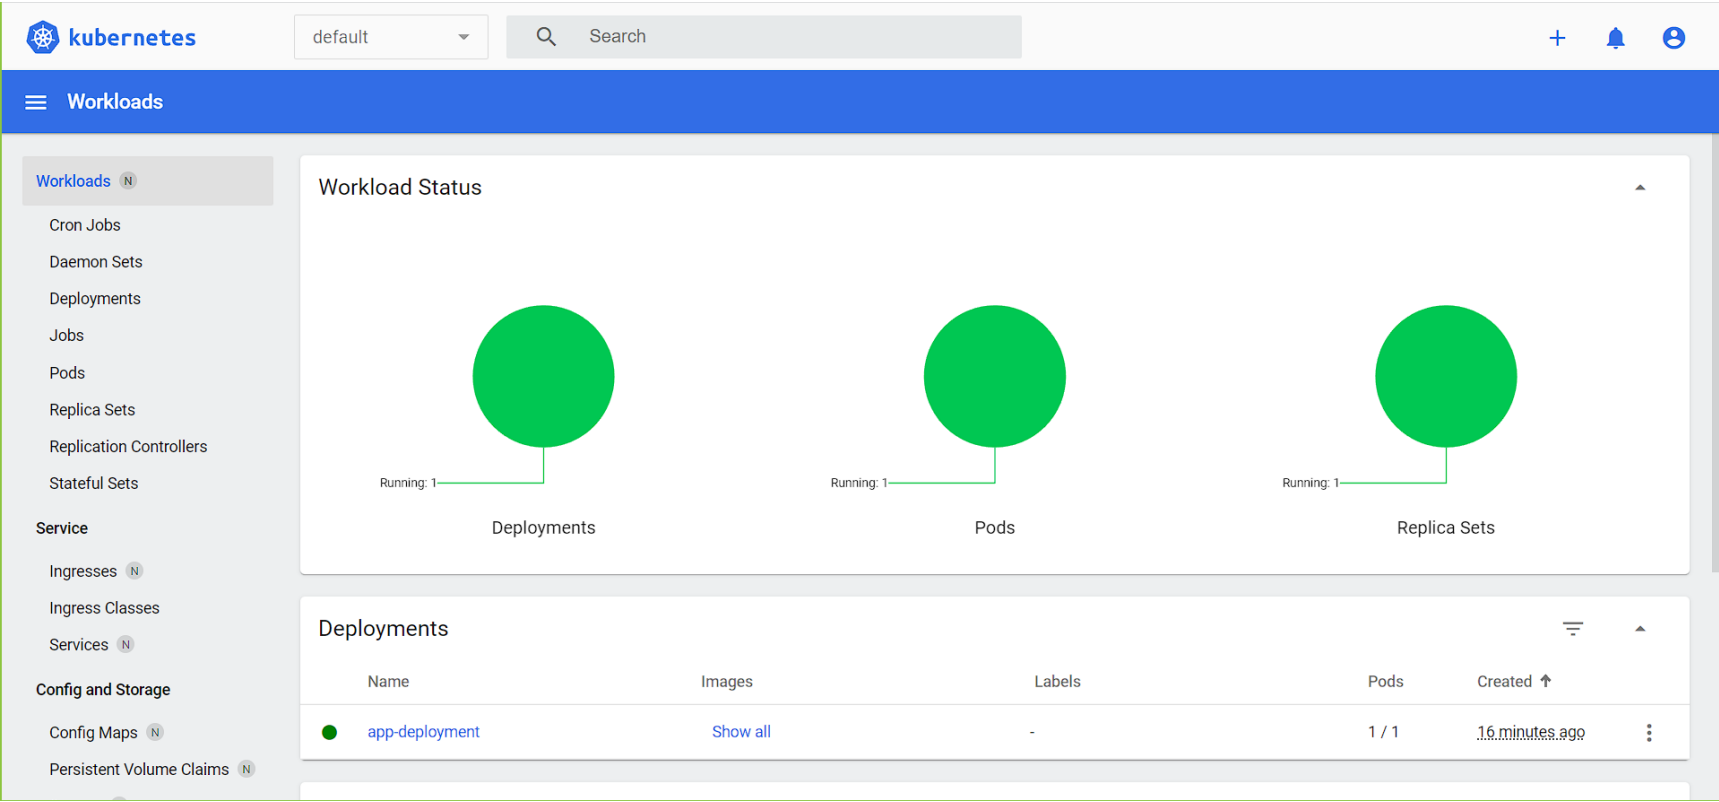 kubernetes
default
Search
Workloads
Workloads N
Cron Jobs
Daemon Sets
Deployments
Jobs
Pods
Replica Sets
Replication Controllers
Stateful Sets
Service
Ingresses N
Ingress Classes
Services N
Config and Storage
Config Maps N
Persistent Volume Claims N
Workload Status
Running: 1
Deployments
Running: 1
Pods
Running: 1
Replica Sets
Deployments
Name Images Labels Pods Created
app-deployment Show all - 1 / 1 16 minutes ago